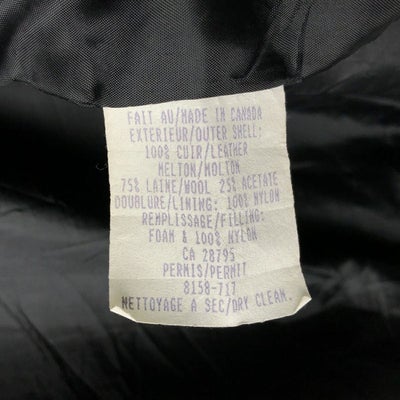 FAIT AU/MADE IN CANADA
EXTERIEUR/OUTER SHELL:
100% CUIR/LEATHER
MELTON/MOLTON
75% LAINE/WOOL 25% ACETATE
DOUBLURE/LINING: 100% NYLON
REMPLISSAGE/FILLING:
FOAM & 100% NYLON
CA 28795
PERMIS/PERMIT
8158-717
NETTOYAGE A SEC/DRY CLEAN.